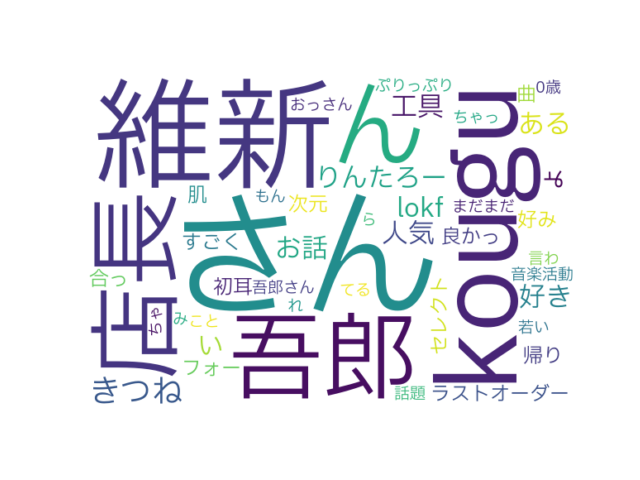 維新
ん
さん
吾郎
店長
kougu
ぷりっぷり
おっさん
工具
曲
0歳
ちゃっ
ある
りんたろー
よ
肌
もん
次元
lokf
まだまだ
好み
すごく
お話
ら
人気
良かっ
言わ
合っ
初耳
吾郎さん
てる
音楽活動
好き
れ
セレクト
ちゃ
み
こと
い
若い
フォー
帰り
きつね
話題
ラストオーダー